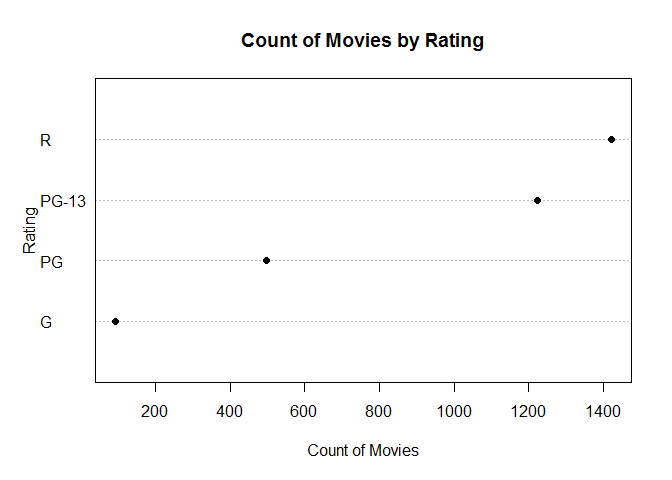 Count of Movies by Rating
R
PG-13
Rating
PG
G
200 400 600 800 1000 1200 1400
Count of Movies